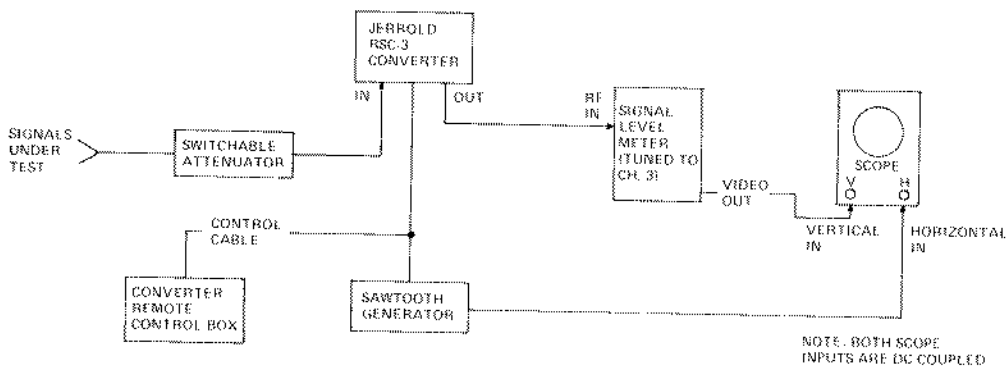 JERROLD
RSC-3
CONVERTER
IN
OUT
RF
IN
SIGNAL
LEVEL
METER
(TUNED TO
CH. 3)
SIGNALS
UNDER
TEST
SWITCHABLE
ATTENUATOR
SCOPE
V
H
VIDEO
OUT
VERTICAL
IN
HORIZONTAL
IN
CONTROL
CABLE
CONVERTER
REMOTE
CONTROL BOX
SAWTOOTH
GENERATOR
NOTE: BOTH SCOPE
INPUTS ARE DC COUPLED